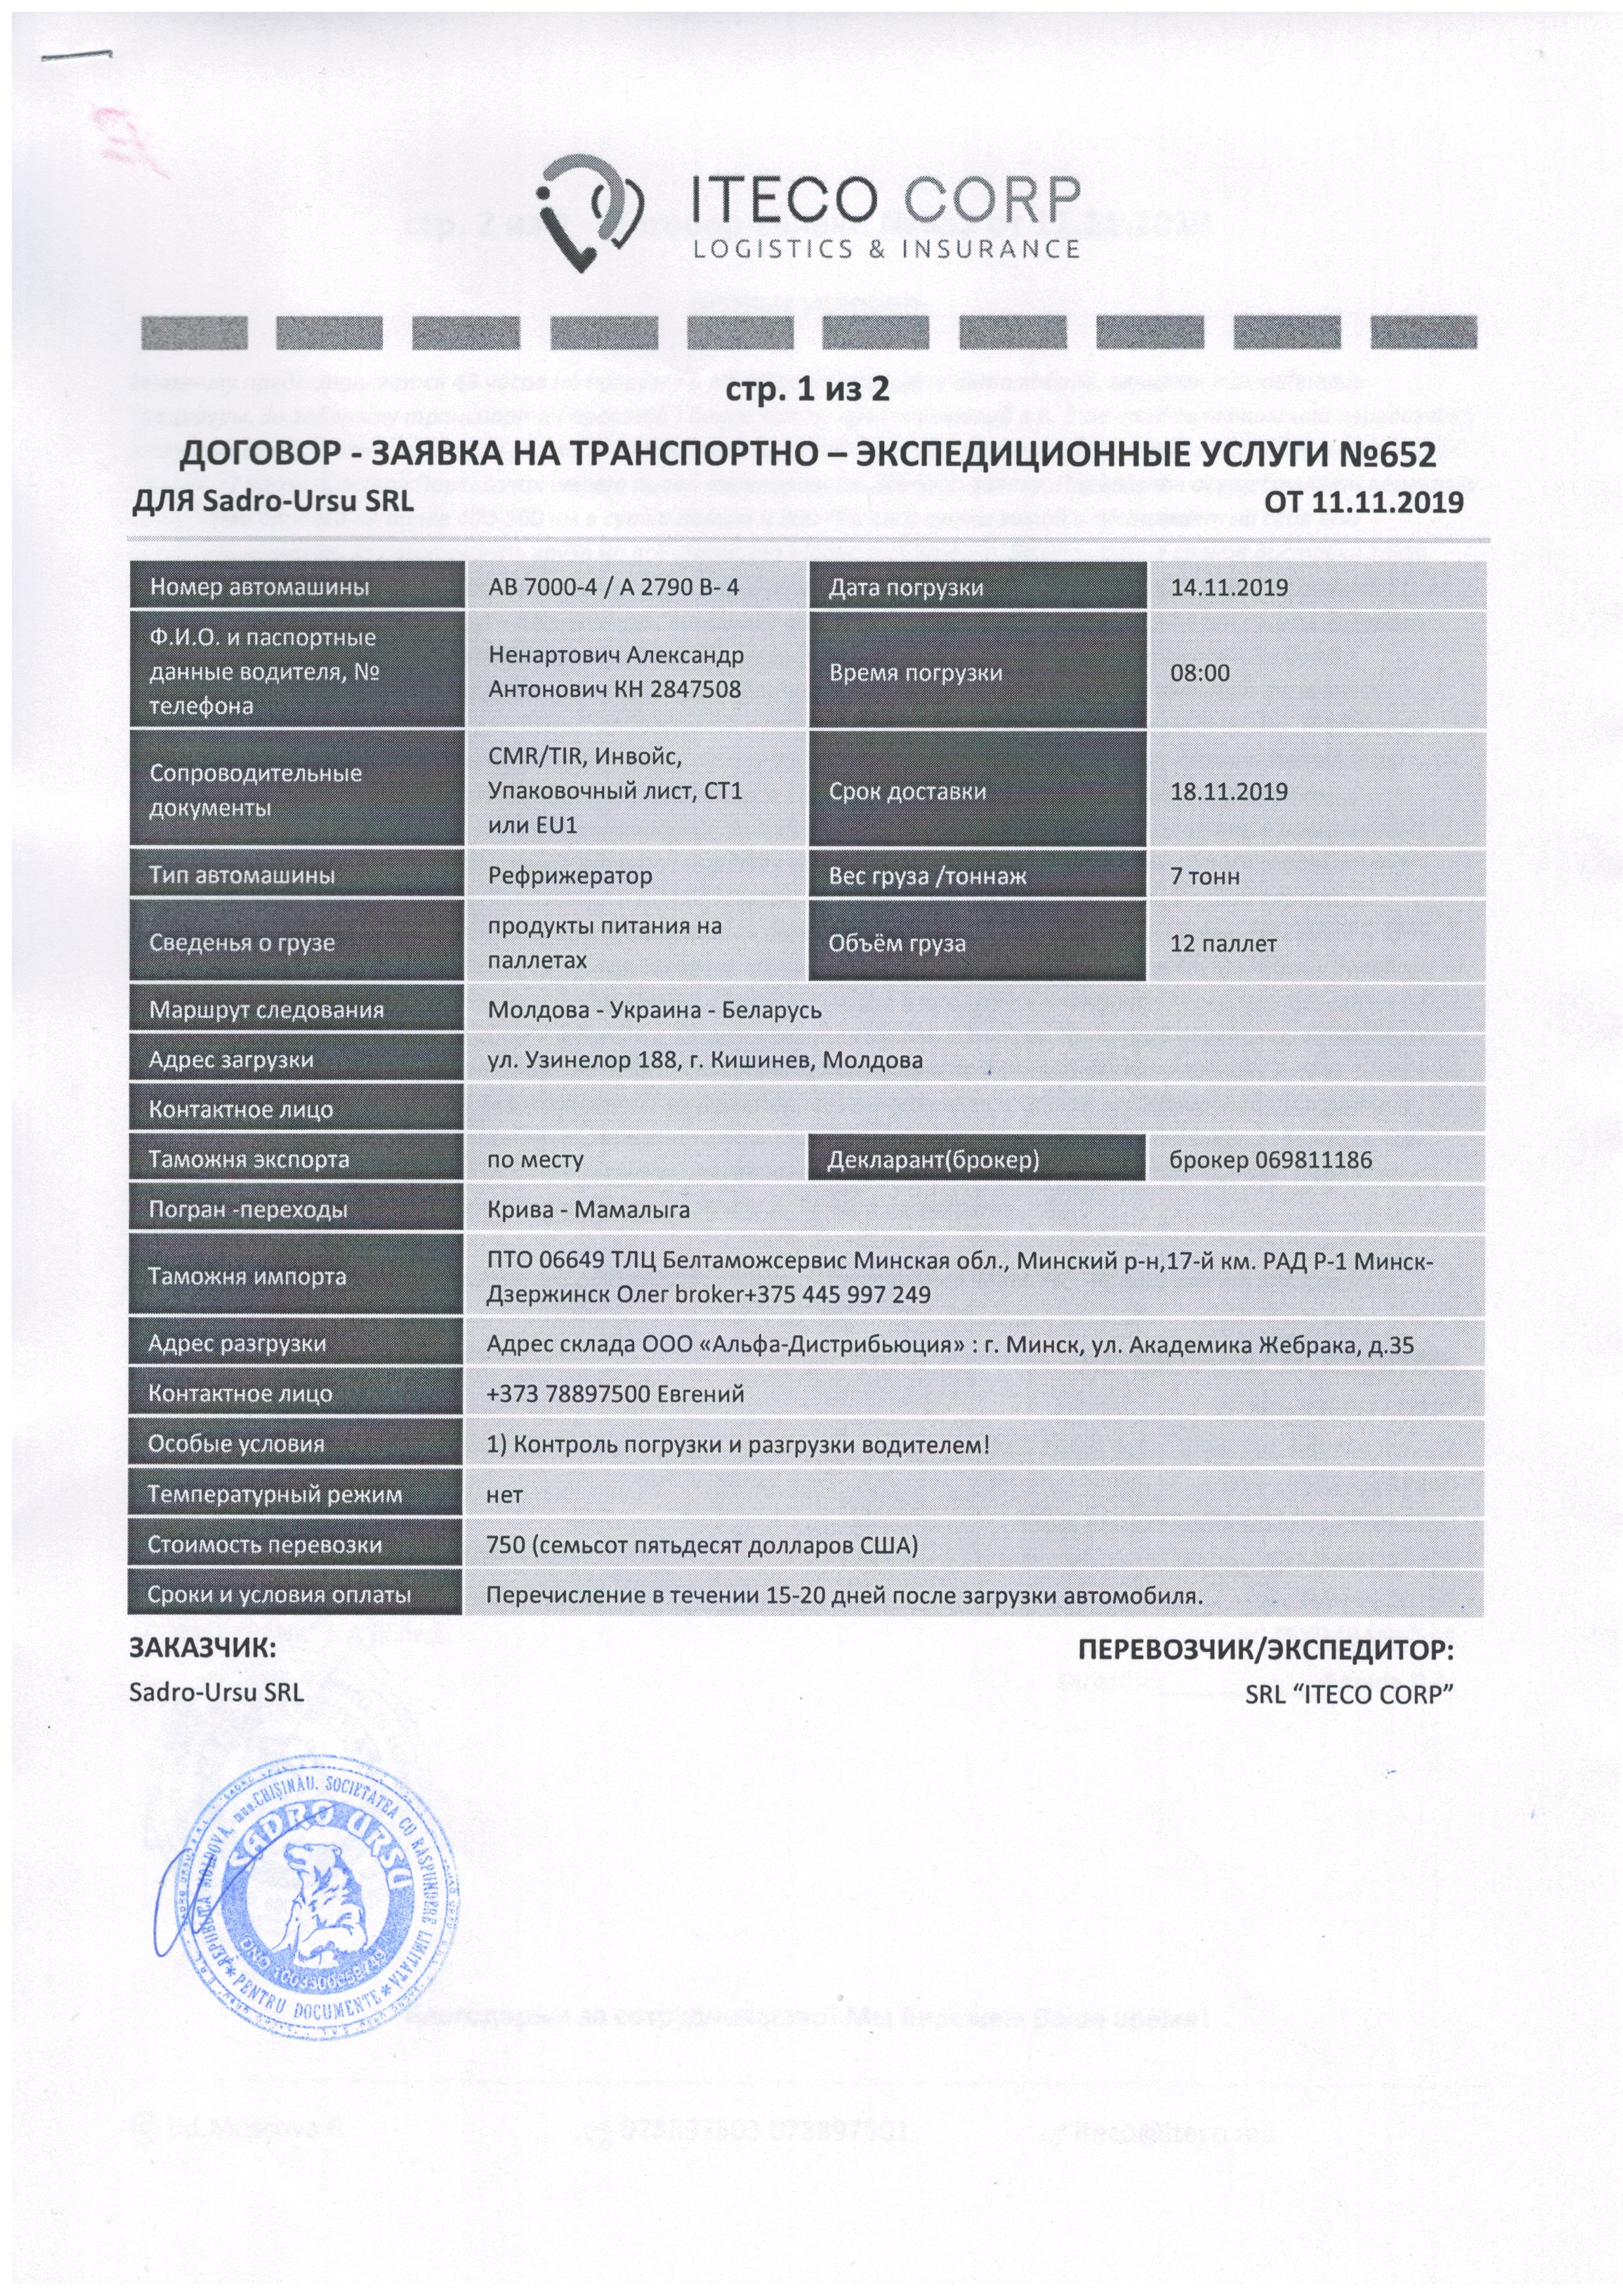 ITECO CORP
LOGISTICS & INSURANCE
стр. 1 из 2
ДОГОВОР - ЗАЯВКА НА ТРАНСПОРТНО – ЭКСПЕДИЦИОННЫЕ УСЛУГИ №652
ДЛЯ Sadro-Ursu SRL ОТ 11.11.2019
Номер автомашины АВ 7000-4 / А 2790 В- 4 Дата погрузки 14.11.2019
Ф.И.О. и паспортные
данные водителя, №
телефона
Ненартович Александр
Антонович КН 2847508
Время погрузки 08:00
Сопроводительные
документы
CMR/TIR, Инвойс,
Упаковочный лист, СТ1
или EU1
Срок доставки 18.11.2019
Тип автомашины Рефрижератор Вес груза /тоннаж 7 тонн
Сведенья о грузе
продукты питания на
паллетах
Объём груза 12 паллет
Маршрут следования Молдова - Украина - Беларусь
Адрес загрузки ул. Узинелор 188, г. Кишинев, Молдова
Контактное лицо
Таможня экспорта по месту Декларант(брокер) брокер 069811186
Погран -переходы Крива - Мамалыга
Таможня импорта
ПТО 06649 ТЛЦ Белтаможсервис Минская обл., Минский р-н,17-й км. РАД Р-1 Минск-
Дзержинск Олег broker+375 445 997 249
Адрес разгрузки Адрес склада ООО «Альфа-Дистрибьюция» : г. Минск, ул. Академика Жебрака, д.35
Контактное лицо +373 78897500 Евгений
Особые условия 1) Контроль погрузки и разгрузки водителем!
Температурный режим нет
Стоимость перевозки 750 (семьсот пятьдесят долларов США)
Сроки и условия оплаты Перечисление в течении 15-20 дней после загрузки автомобиля.
ЗАКАЗЧИК: ПЕРЕВОЗЧИК/ЭКСПЕДИТОР:
Sadro-Ursu SRL SRL “ITECO CORP”
REPUBLICA MOLDOVA, mun.CHIŞINĂU. SOCIETATEA CU RĂSPUNDERE LIMITATĂ
SADRO URSU
* PENTRU DOCUMENTE *